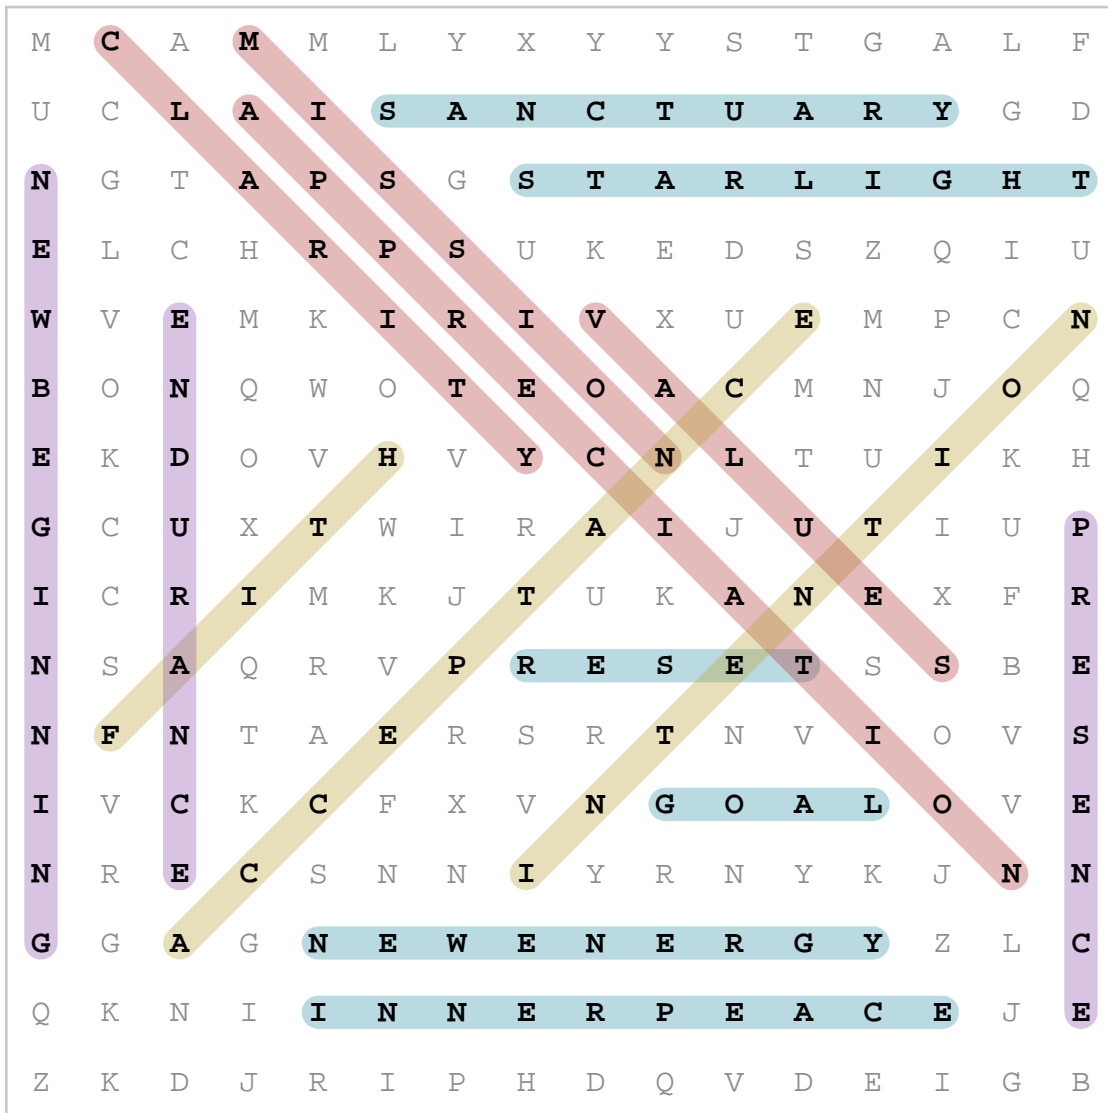 M C A M M L Y X Y Y S T G A L F
U C L A I S A N C T U A R Y G D
N G T A P S G S T A R L I G H T
E L C H R P S U K E D S Z Q I U
W V E M K I R I V X U E M P C N
B O N Q W O T E O A C M N J O Q
E K D O V H V Y C N L T U I K H
G C U X T W I R A I J U T I U P
I C R I M K J T U K A N E X F R
N S A Q R V P R E S E T S S B E
N F N T A E R S R T N V I O V S
I V C K C F X V N G O A L O V E
N R E C S N N I Y R N Y K J N N
G G A G N E W E N E R G Y Z L C
Q K N I I N N E R P E A C E J E
Z K D J R I P H D Q V D E I G B